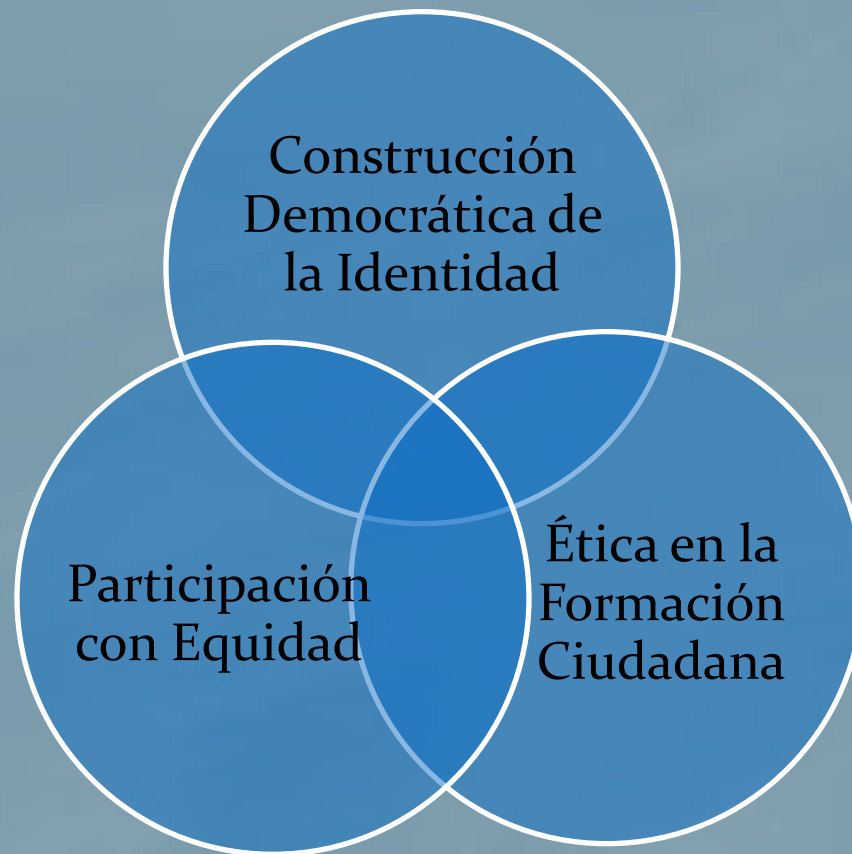 Construcción
Democrática de
la Identidad
Participación
con Equidad
Ética en la
Formación
Ciudadana